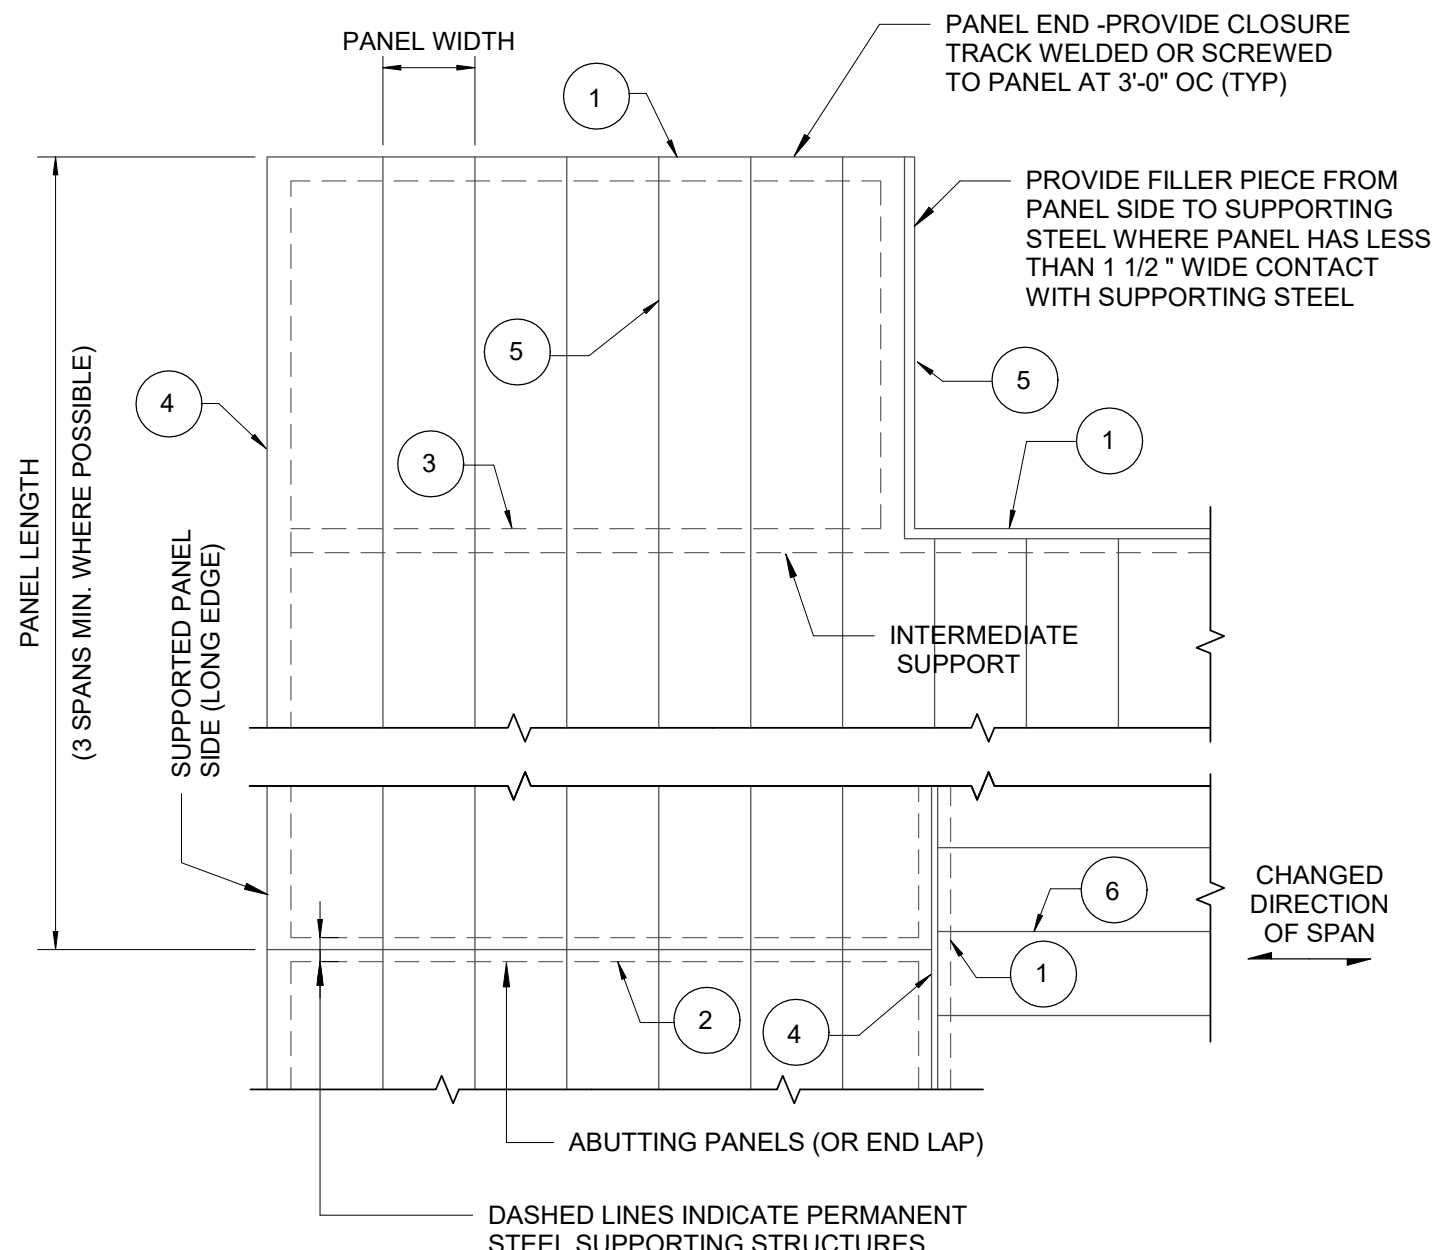 PANEL WIDTH
PANEL END -PROVIDE CLOSURE
TRACK WELDED OR SCREWED
TO PANEL AT 3'-0" OC (TYP)
1
PROVIDE FILLER PIECE FROM
PANEL SIDE TO SUPPORTING
STEEL WHERE PANEL HAS LESS
THAN 1 1/2 " WIDE CONTACT
WITH SUPPORTING STEEL
5
5
4
1
3
PANEL LENGTH
(3 SPANS MIN. WHERE POSSIBLE)
SUPPORTED PANEL
SIDE (LONG EDGE)
INTERMEDIATE
SUPPORT
6
CHANGED
DIRECTION
OF SPAN
1
2
4
ABUTTING PANELS (OR END LAP)
DASHED LINES INDICATE PERMANENT
STEEL SUPPORTING STRUCTURES